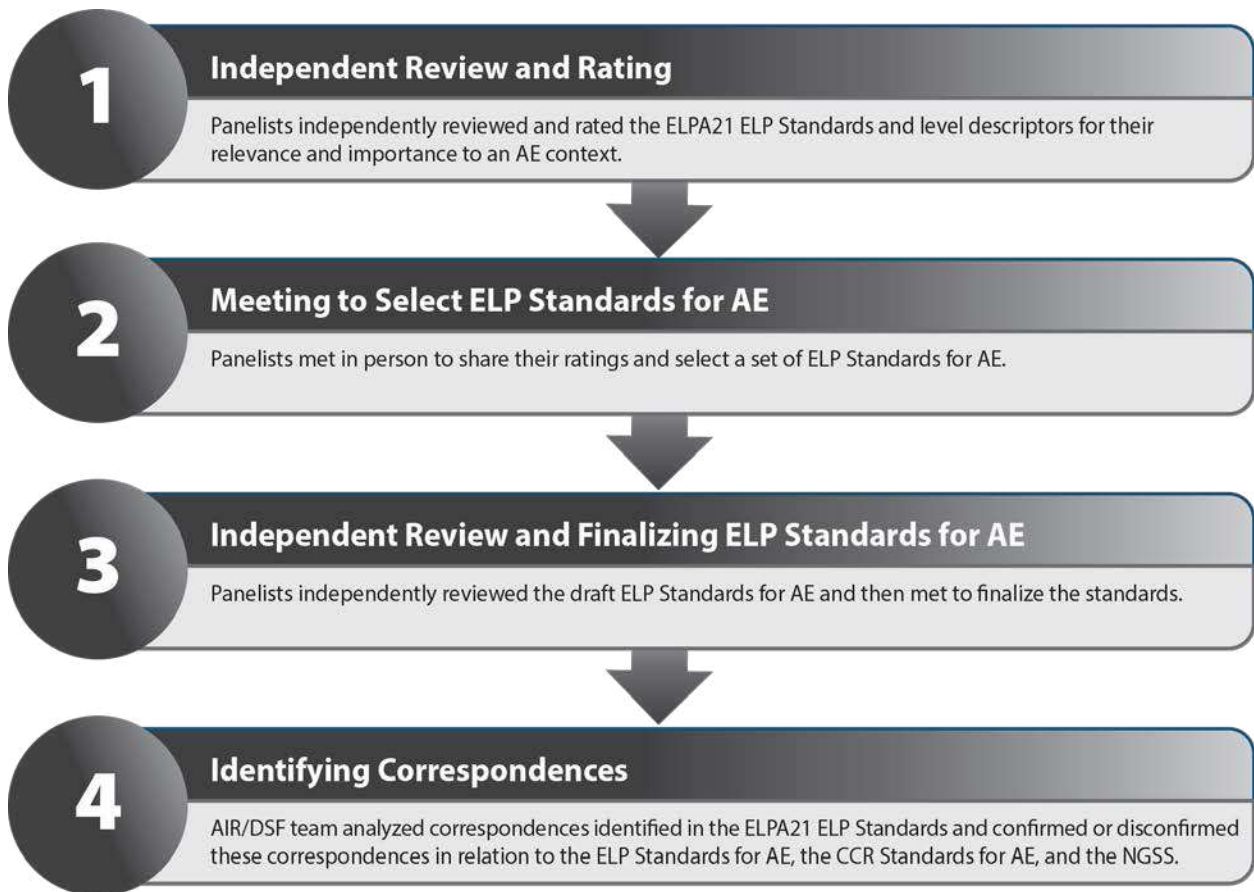 1
Independent Review and Rating
Panelists independently reviewed and rated the ELPA21 ELP Standards and level descriptors for their
relevance and importance to an AE context.
2
Meeting to Select ELP Standards for AE
Panelists met in person to share their ratings and select a set of ELP Standards for AE.
3
Independent Review and Finalizing ELP Standards for AE
Panelists independently reviewed the draft ELP Standards for AE and then met to finalize the standards.
4
Identifying Correspondences
AIR/DSF team analyzed correspondences identified in the ELPA21 ELP Standards and confirmed or disconfirmed
these correspondences in relation to the ELP Standards for AE, the CCR Standards for AE, and the NGSS.